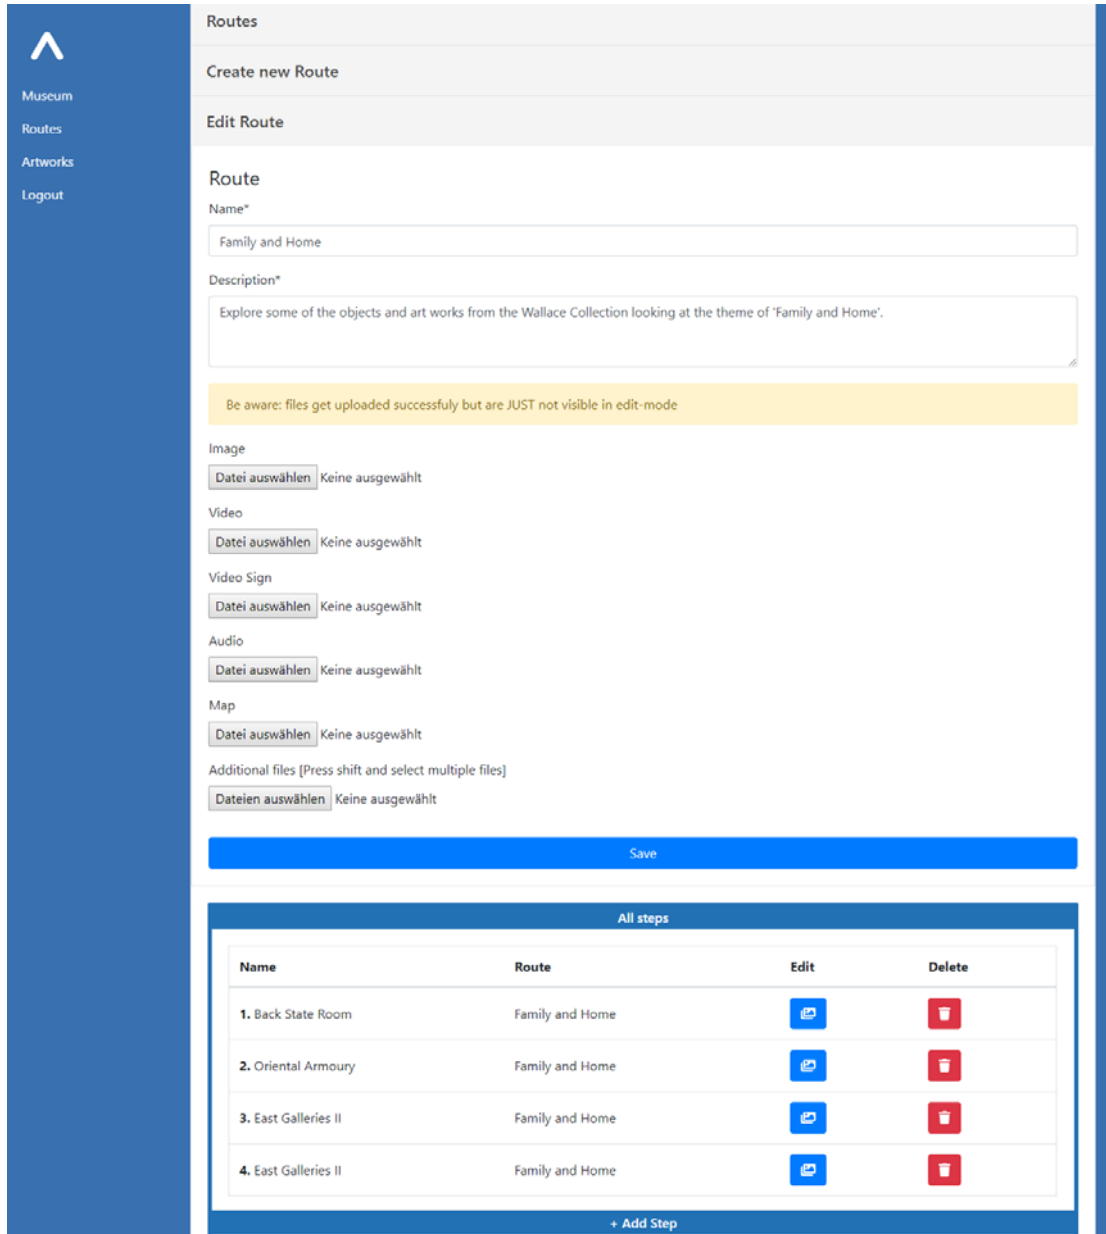 Museum
Routes
Artworks
Logout
Routes
Create new Route
Edit Route
Route
Name*
Family and Home
Description*
Explore some of the objects and art works from the Wallace Collection looking at the theme of 'Family and Home'.
Be aware: files get uploaded successfuly but are JUST not visible in edit-mode
Image
Datei auswählen Keine ausgewählt
Video
Datei auswählen Keine ausgewählt
Video Sign
Datei auswählen Keine ausgewählt
Audio
Datei auswählen Keine ausgewählt
Map
Datei auswählen Keine ausgewählt
Additional files [Press shift and select multiple files]
Dateien auswählen Keine ausgewählt
Save
All steps
Name Route Edit Delete
1. Back State Room Family and Home
2. Oriental Armoury Family and Home
3. East Galleries II Family and Home
4. East Galleries II Family and Home
+ Add Step